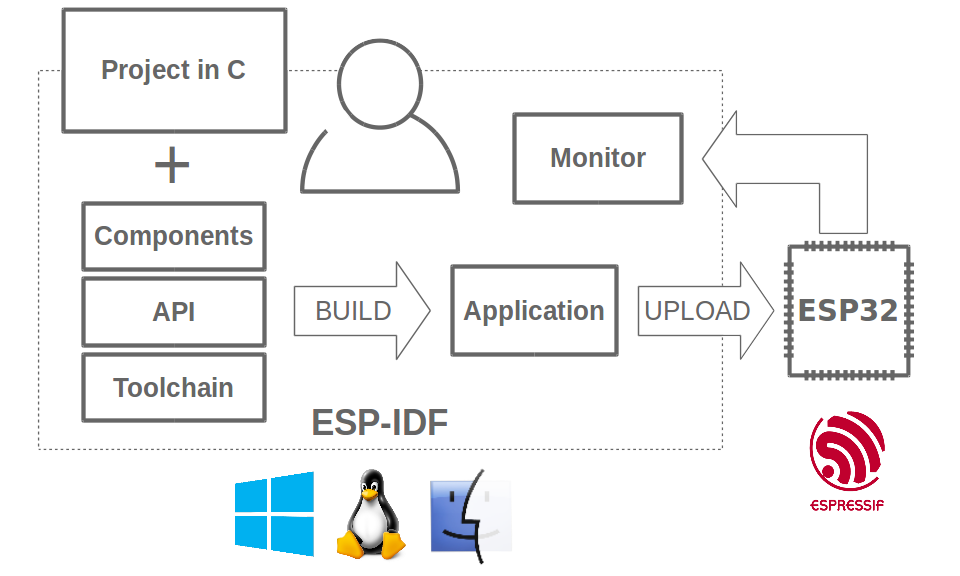 Project in C
+
Components
API
Toolchain
Monitor
BUILD
Application
UPLOAD
ESP32
ESP-IDF
ESPRESSIF